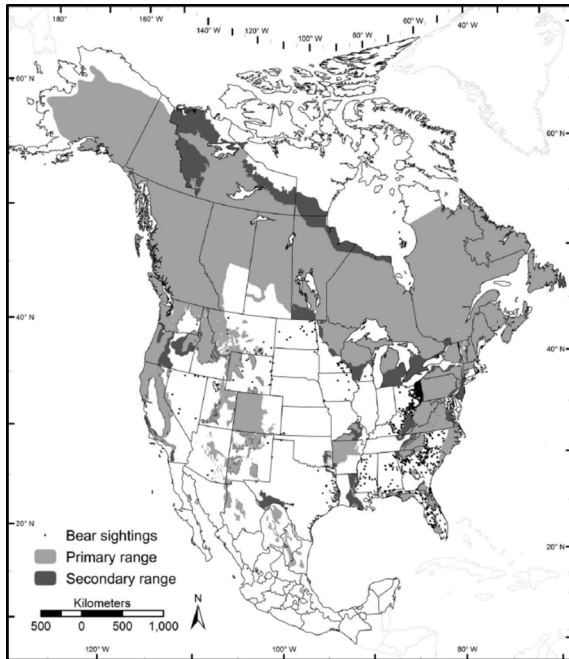 160° W 140° W 120° W 100° W 80° W 60° W 40° W
60° N
60° N
40° N
40° N
20° N
20° N
Bear sightings
Primary range
Secondary range
Kilometers
500 0 500 1,000
N
120° W 100° W 80° W